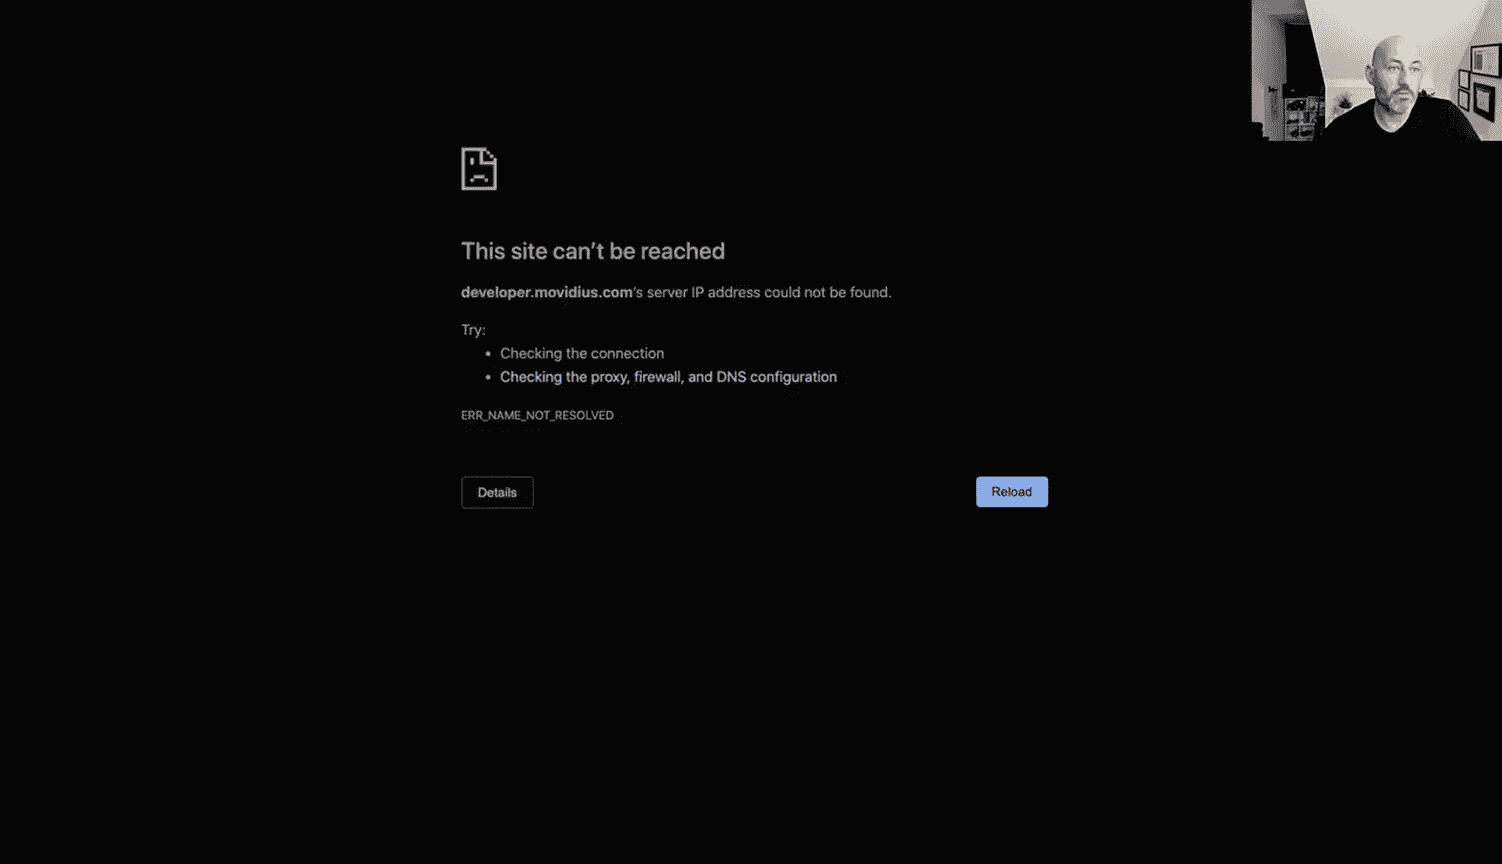 This site can’t be reached
developer.movidius.com’s server IP address could not be found.
Try:
• Checking the connection
• Checking the proxy, firewall, and DNS configuration
ERR_NAME_NOT_RESOLVED
Details
Reload